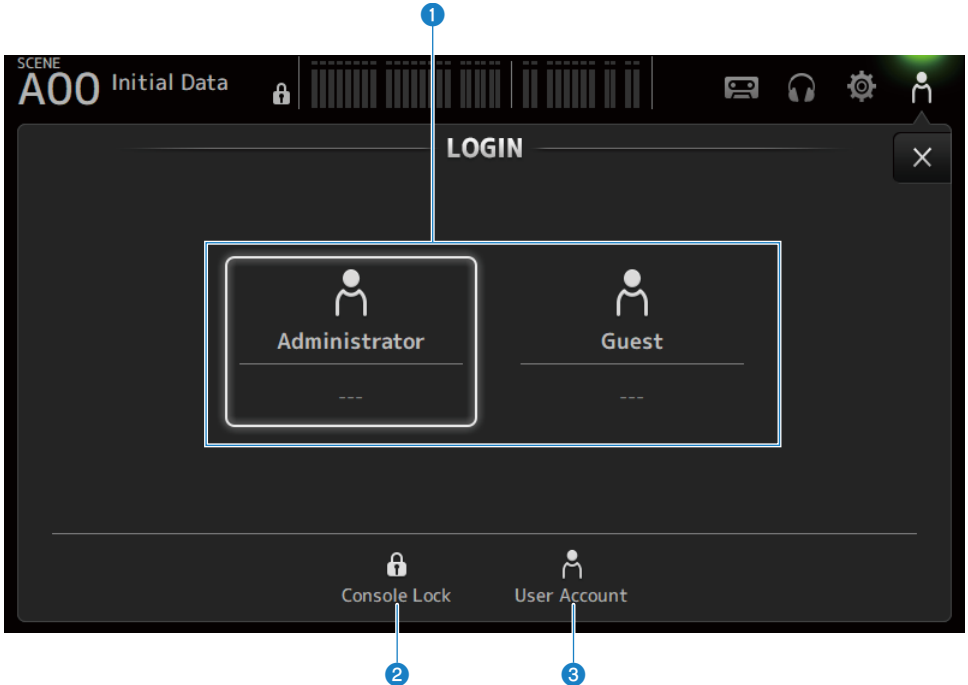 1
SCENE
A00 Initial Data
LOGIN
Administrator Guest
--- ---
Console Lock User Account
2 3